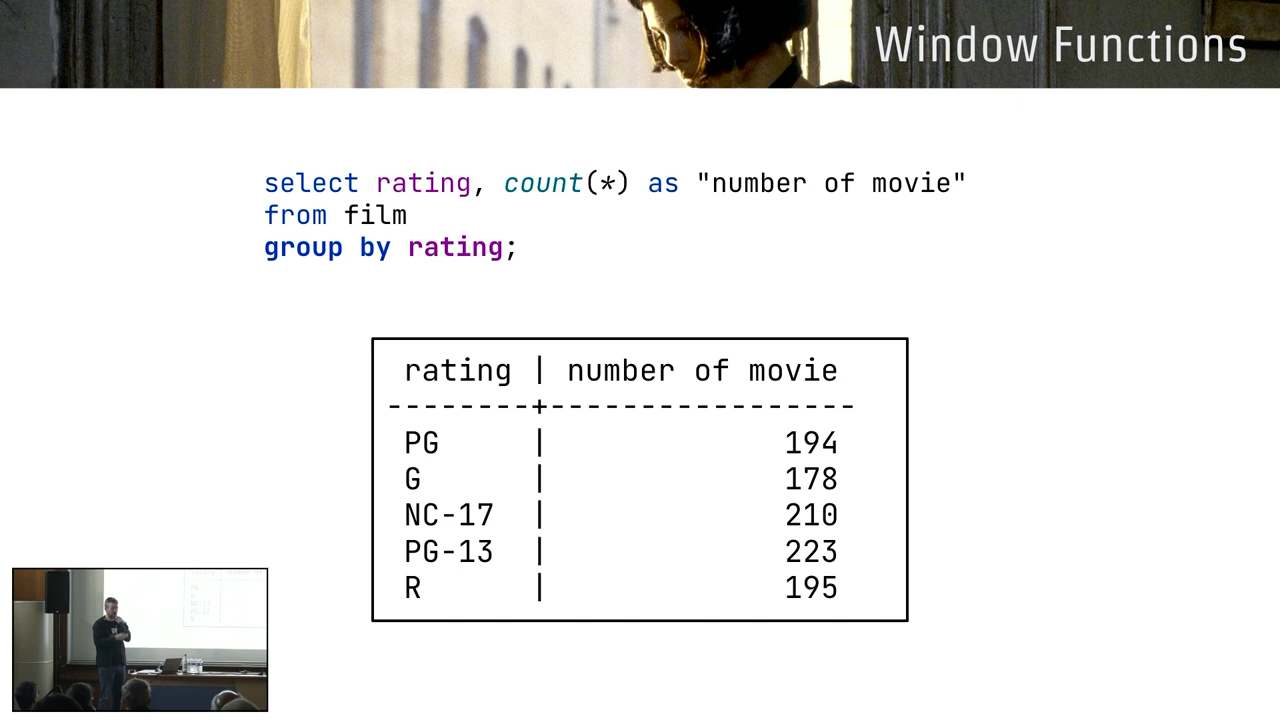 Window Functions
select rating, count(*) as "number of movie"
from film
group by rating;
rating | number of movie
--------+-----------------
PG | 194
G | 178
NC-17 | 210
PG-13 | 223
R | 195